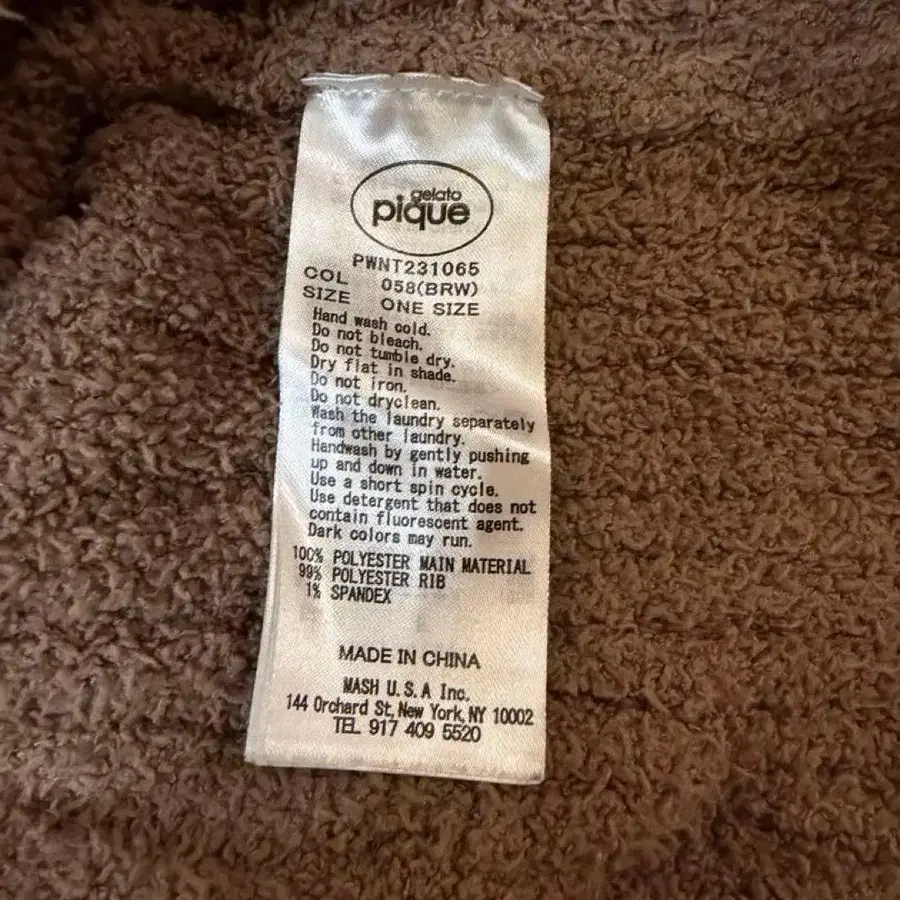 gelato
pique
PWNT231065
COL 058(BRW)
SIZE ONE SIZE
Hand wash cold.
Do not bleach.
Do not tumble dry.
Dry flat in shade.
Do not iron.
Do not dryclean.
Wash the laundry separately
from other laundry.
Handwash by gently pushing
up and down in water.
Use a short spin cycle.
Use detergent that does not
contain fluorescent agent.
Dark colors may run.
100% POLYESTER MAIN MATERIAL
99% POLYESTER RIB
1% SPANDEX
MADE IN CHINA
MASH U.S.A Inc.
144 Orchard St, New York, NY 10002
TEL 917 409 5520